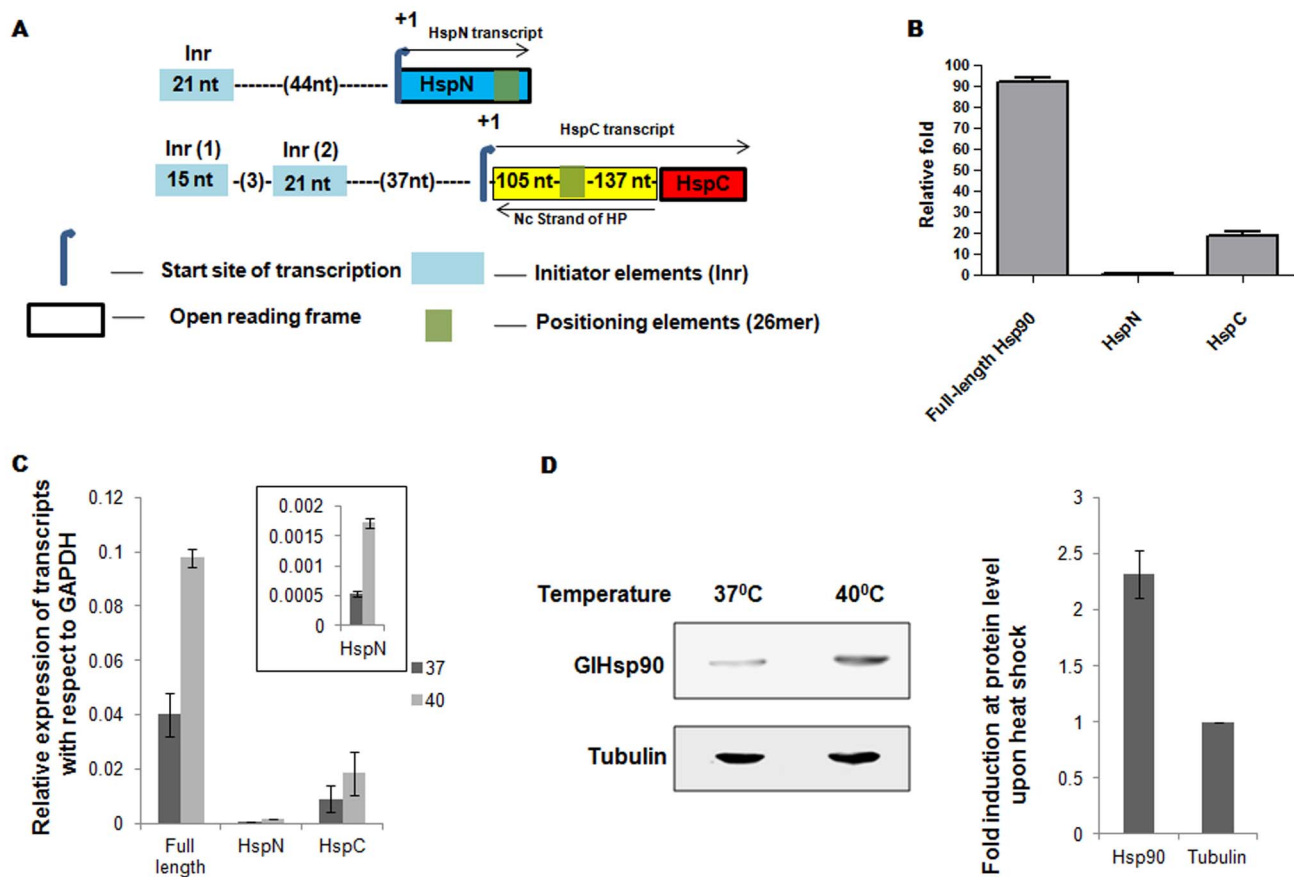 A
+1
HspN transcript
Inr
21 nt
------(44nt)------
HspN
+1
HspC transcript
Inr (1)
Inr (2)
15 nt
-(3)-
21 nt
-----(37nt)-----
-105 nt-
-137 nt-
HspC
Nc Strand of HP
Start site of transcription
Initiator elements (Inr)
Open reading frame
Positioning elements (26mer)
B
Relative fold
100
90
80
70
60
50
40
30
20
10
0
Full-length Hsp90
HspN
HspC
C
Relative expression of transcripts
with respect to GAPDH
0.12
0.1
0.08
0.06
0.04
0.02
0
Full
length
HspN
HspC
0.002
0.0015
0.001
0.0005
0
HspN
37
40
D
Temperature
37⁰C
40⁰C
GlHsp90
Tubulin
Fold induction at protein level
upon heat shock
3
2.5
2
1.5
1
0.5
0
Hsp90
Tubulin